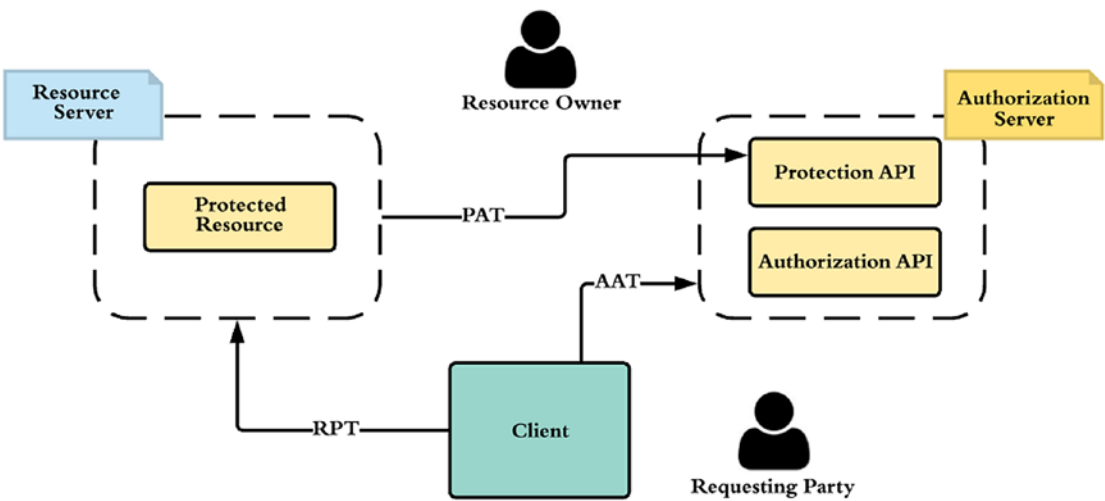 Resource Owner
Resource
Server
Authorization
Server
Protected
Resource
PAT
Protection API
Authorization API
AAT
RPT
Client
Requesting Party